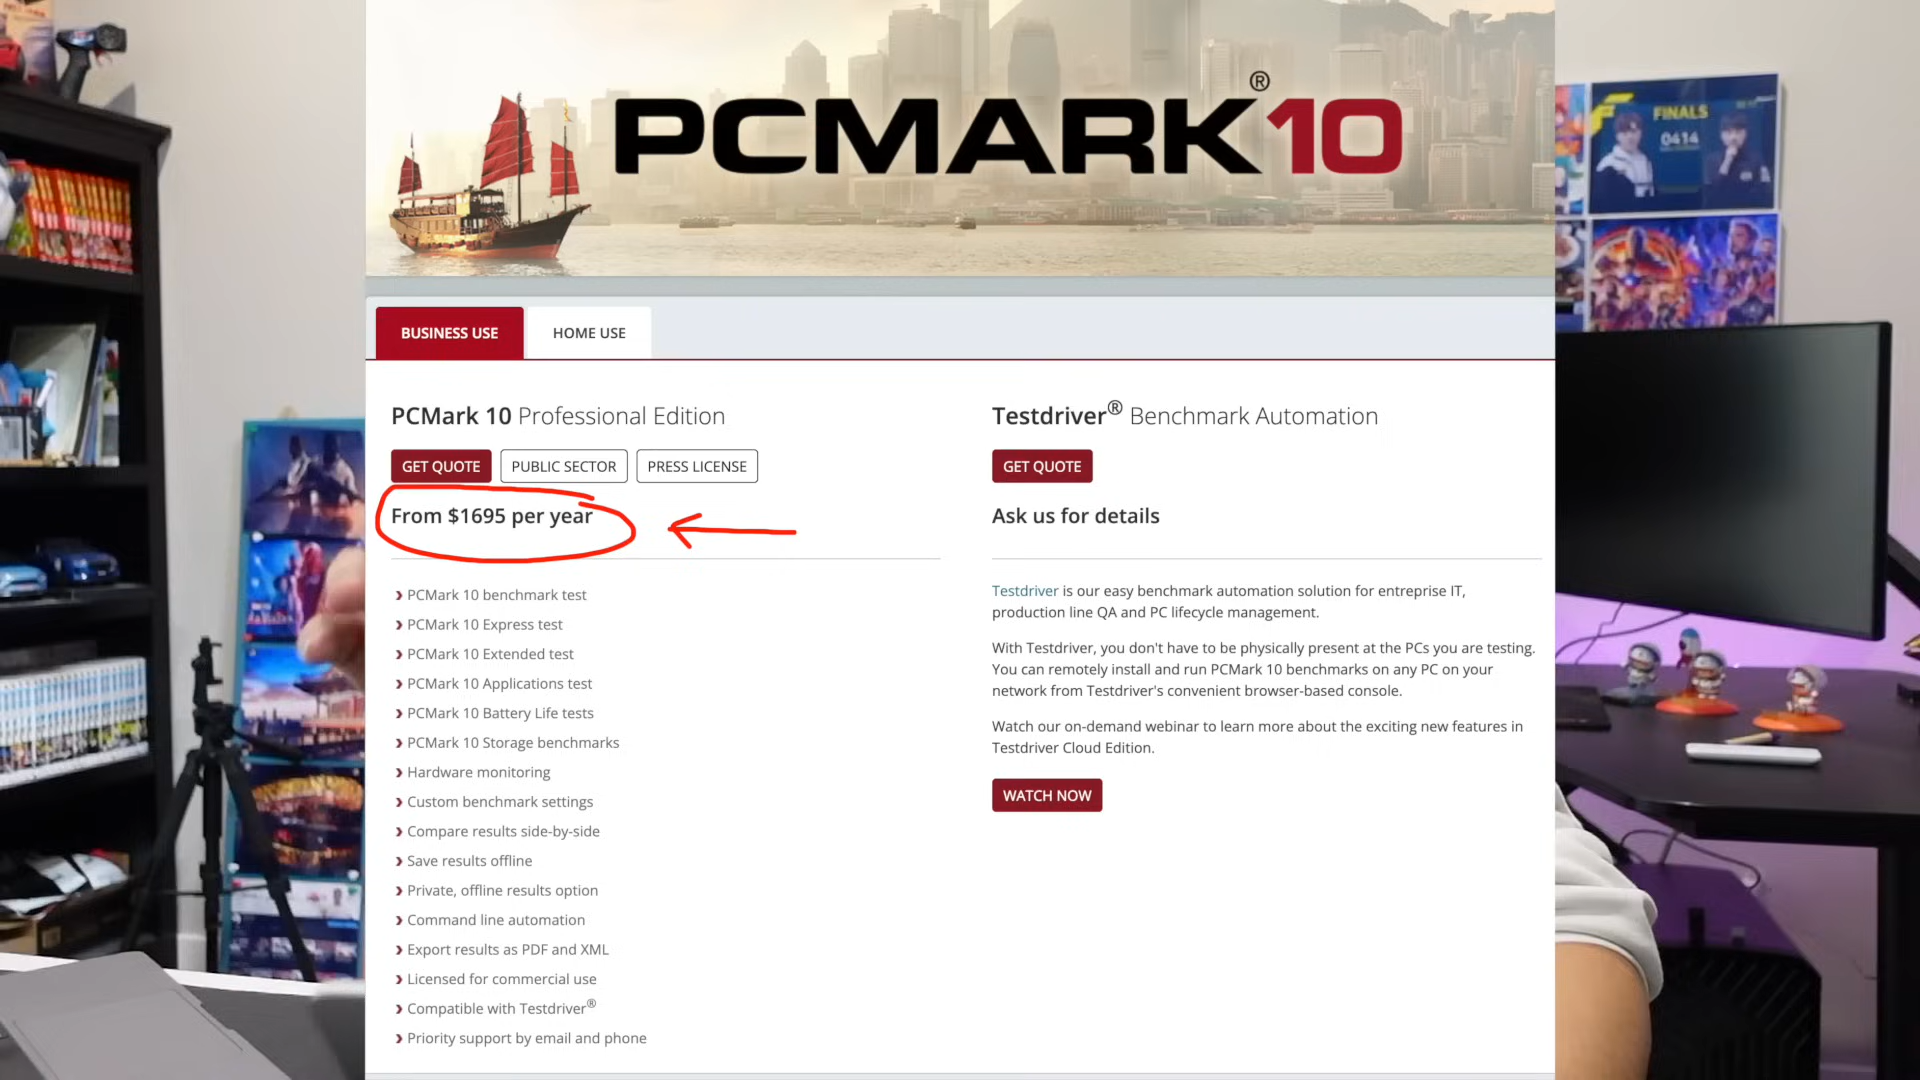 PCMARK®10
FINALS
0414
BUSINESS USE
HOME USE
PCMark 10 Professional Edition
GET QUOTE
PUBLIC SECTOR
PRESS LICENSE
From $1695 per year
› PCMark 10 benchmark test
› PCMark 10 Express test
› PCMark 10 Extended test
› PCMark 10 Applications test
› PCMark 10 Battery Life tests
› PCMark 10 Storage benchmarks
› Hardware monitoring
› Custom benchmark settings
› Compare results side-by-side
› Save results offline
› Private, offline results option
› Command line automation
› Export results as PDF and XML
› Licensed for commercial use
› Compatible with Testdriver®
› Priority support by email and phone
Testdriver® Benchmark Automation
GET QUOTE
Ask us for details
Testdriver is our easy benchmark automation solution for entreprise IT,
production line QA and PC lifecycle management.
With Testdriver, you don't have to be physically present at the PCs you are testing.
You can remotely install and run PCMark 10 benchmarks on any PC on your
network from Testdriver's convenient browser-based console.
Watch our on-demand webinar to learn more about the exciting new features in
Testdriver Cloud Edition.
WATCH NOW